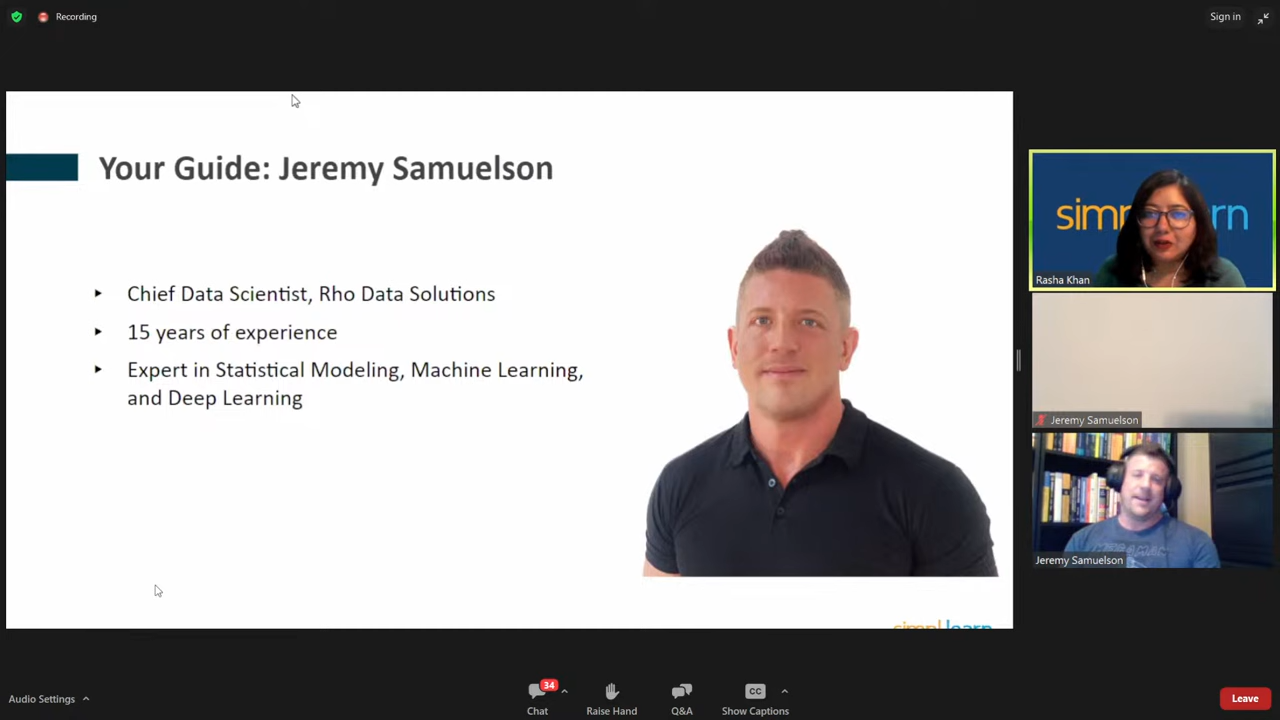 Recording
Sign in
Your Guide: Jeremy Samuelson
Chief Data Scientist, Rho Data Solutions
15 years of experience
Expert in Statistical Modeling, Machine Learning,
and Deep Learning
simplilearn
Rasha Khan
Jeremy Samuelson
Jeremy Samuelson
Audio Settings
34
Chat
Raise Hand
Q&A
CC
Show Captions
Leave